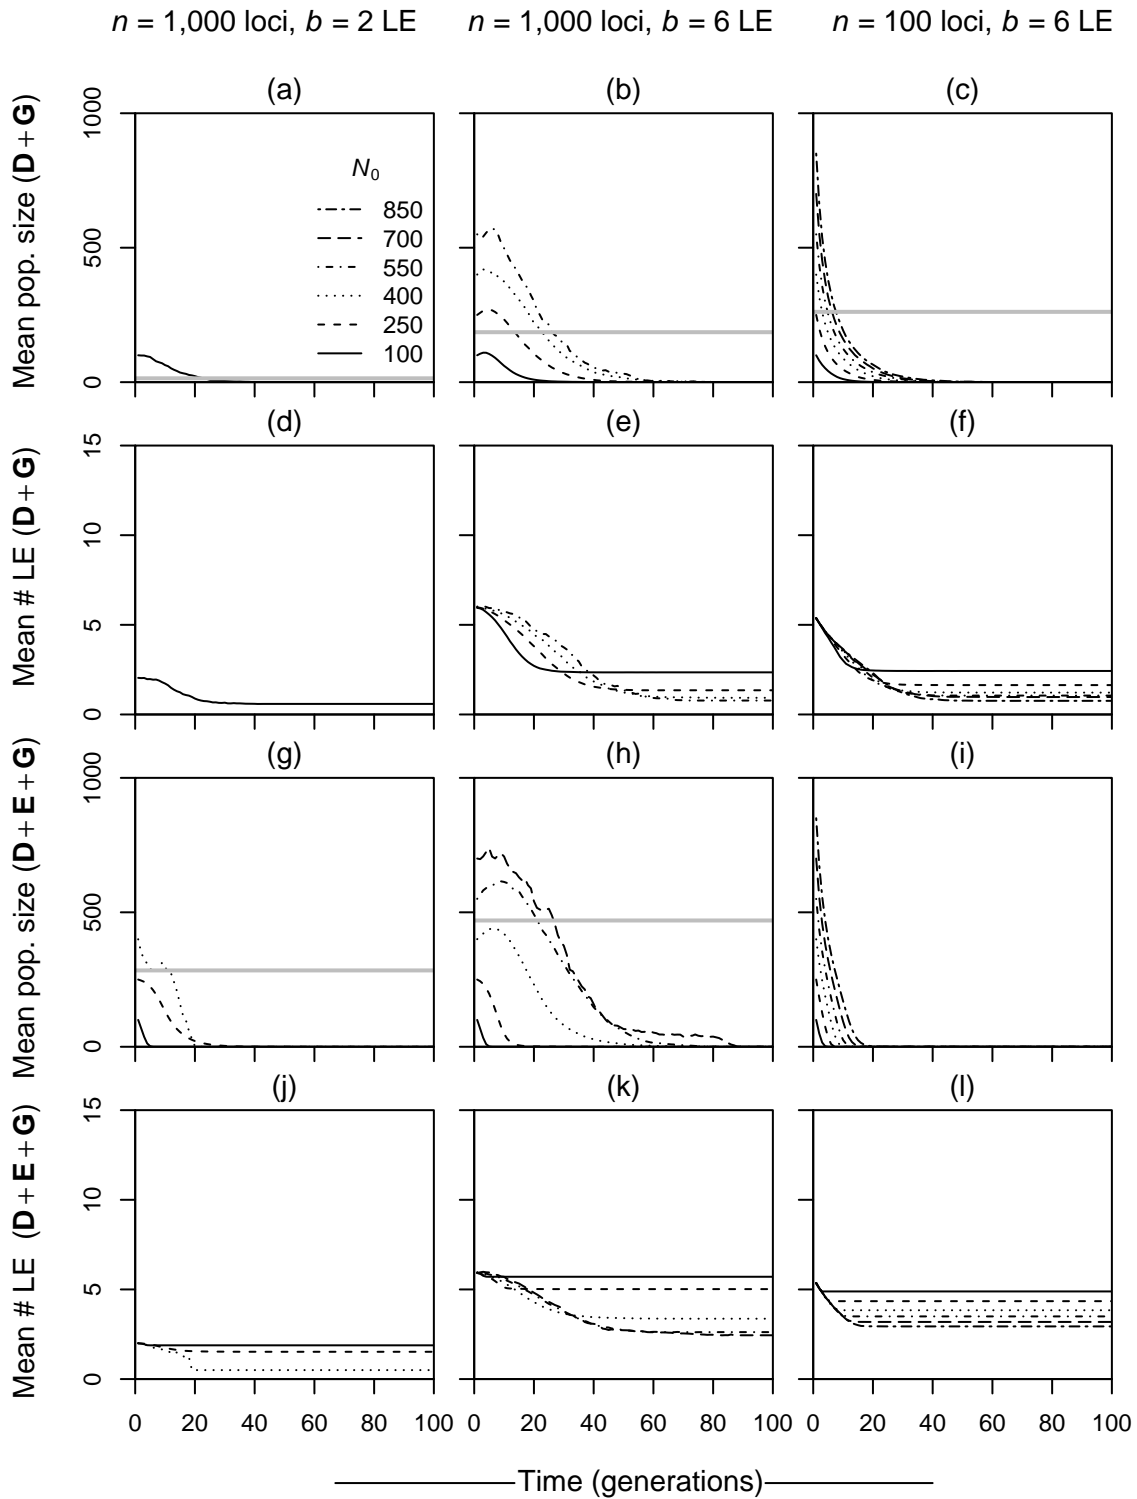 n = 1,000 loci, b = 2 LE
n = 1,000 loci, b = 6 LE
n = 100 loci, b = 6 LE
(a)
(b)
(c)
Mean pop. size (D+G)
1000
500
0
N0
850
700
550
400
250
100
(d)
(e)
(f)
Mean # LE (D+G)
15
10
5
0
(g)
(h)
(i)
Mean pop. size (D+E+G)
1000
500
0
(j)
(k)
(l)
Mean # LE (D+E+G)
15
10
5
0
0 20 40 60 80 100
0 20 40 60 80 100
0 20 40 60 80 100
Time (generations)